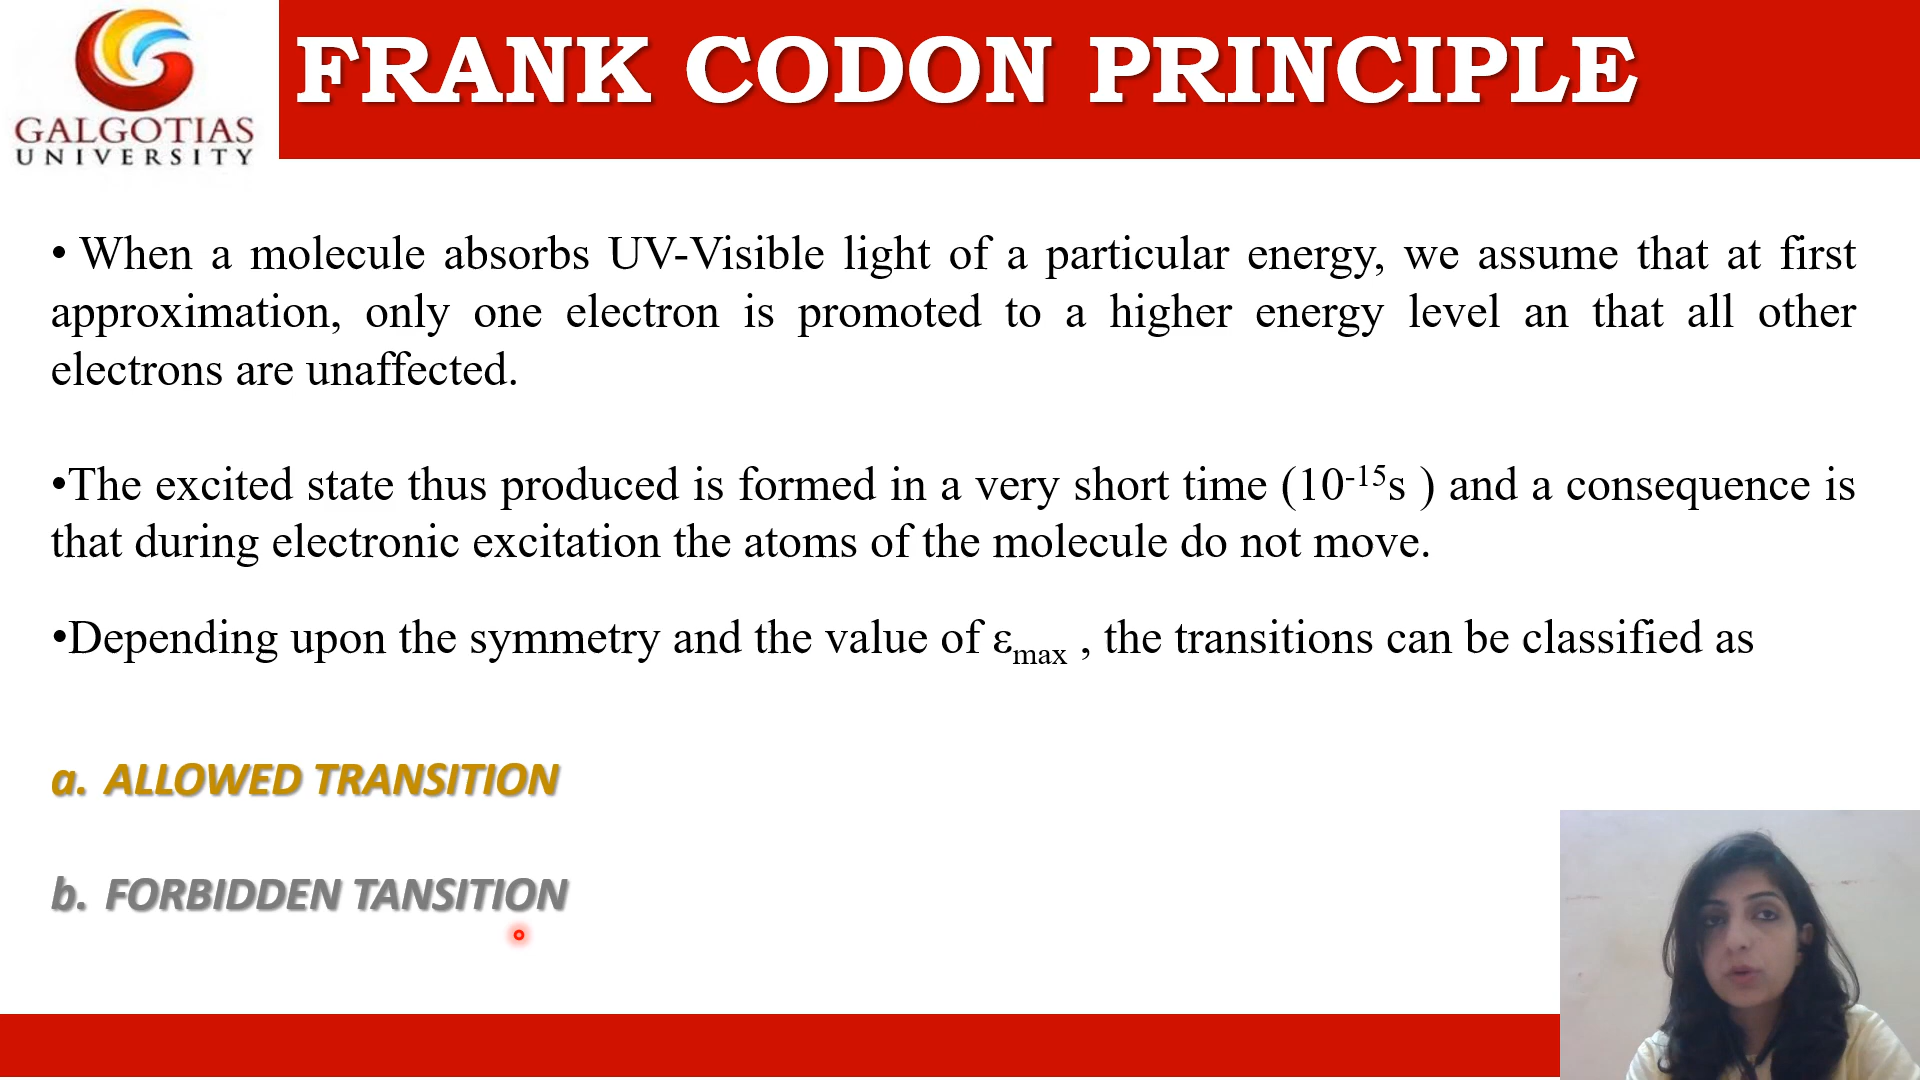 GALGOTIAS
UNIVERSITY
FRANK CODON PRINCIPLE
• When a molecule absorbs UV-Visible light of a particular energy, we assume that at first
approximation, only one electron is promoted to a higher energy level an that all other
electrons are unaffected.
•The excited state thus produced is formed in a very short time (10⁻¹⁵s ) and a consequence is
that during electronic excitation the atoms of the molecule do not move.
•Depending upon the symmetry and the value of εmax , the transitions can be classified as
a. ALLOWED TRANSITION
b. FORBIDDEN TANSITION